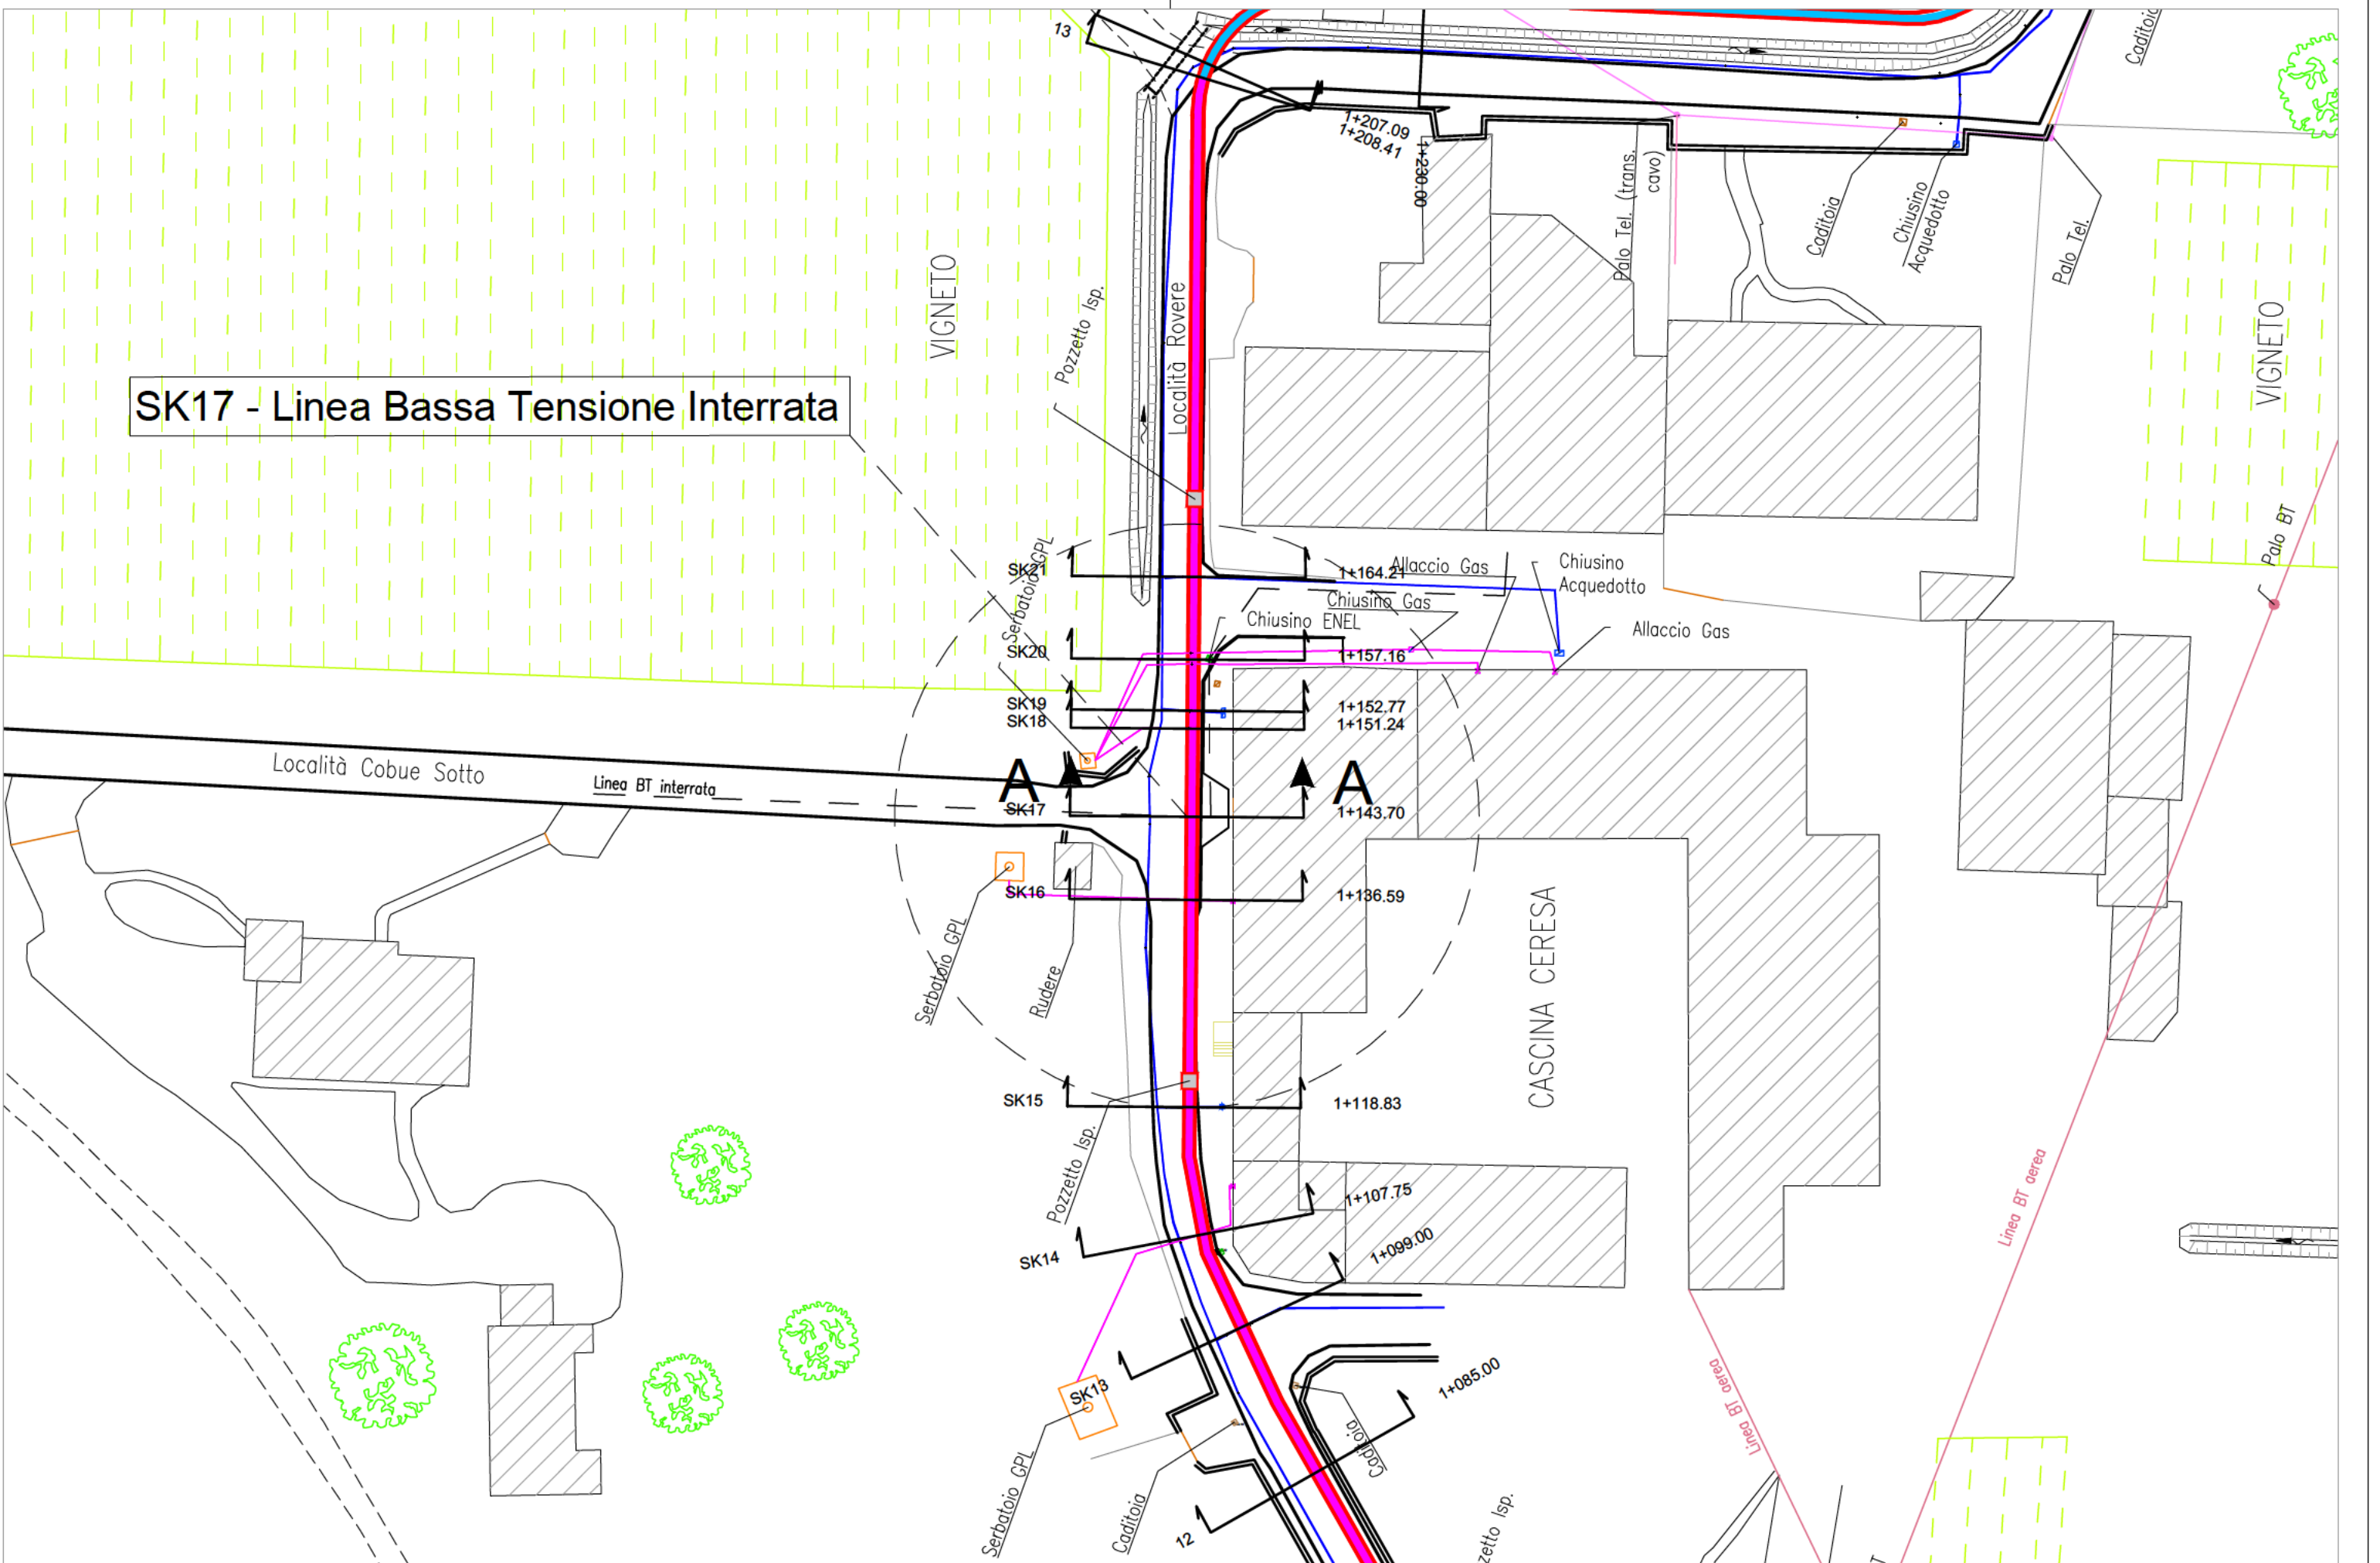 13
Caditoia
1+207.09
1+208.41
1+230.00
Palo Tel. (trans.
cavo)
Caditoia
Chiusino
Acquedotto
Palo Tel.
VIGNETO
Località Rovere
Pozzetto Isp.
VIGNETO
SK17 - Linea Bassa Tensione Interrata
Palo BT
Serbatoio GPL
SK21
1+164.21
Allaccio Gas
Chiusino
Acquedotto
Chiusino Gas
Chiusino ENEL
Allaccio Gas
SK20
1+157.16
SK19
1+152.77
SK18
1+151.24
Località Cobue Sotto
Linea BT interrata
A
A
SK17
1+143.70
SK16
1+136.59
Serbatoio GPL
Rudere
CASCINA CERESA
SK15
1+118.83
Pozzetto Isp.
1+107.75
SK14
1+099.00
Linea BT aerea
SK13
1+085.00
Linea BT aerea
Caditoia
Serbatoio GPL
Caditoia
12
zetto Isp.